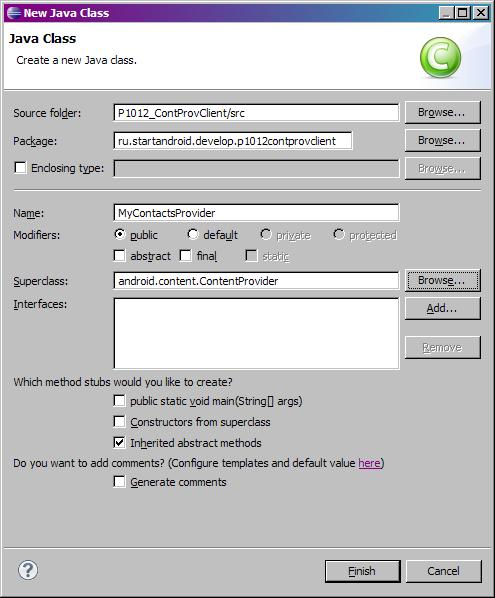 New Java Class
Java Class
Create a new Java class.
C
Source folder: P1012_ContProvClient/src Browse...
Package: ru.startandroid.develop.p1012contprovclient Browse...
Enclosing type: Browse...
Name: MyContactsProvider
Modifiers: public default private protected
abstract final static
Superclass: android.content.ContentProvider Browse...
Interfaces: Add...
Remove
Which method stubs would you like to create?
public static void main(String[] args)
Constructors from superclass
Inherited abstract methods
Do you want to add comments? (Configure templates and default value here)
Generate comments
? Finish Cancel